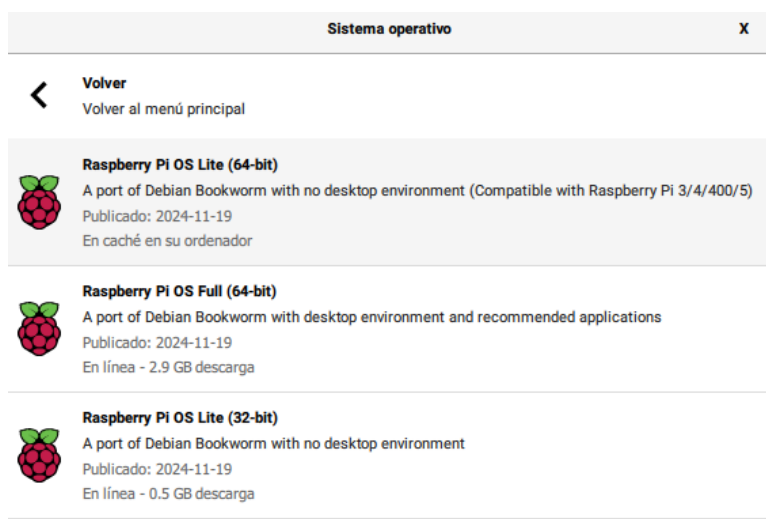 Sistema operativo X
Volver
Volver al menú principal
Raspberry Pi OS Lite (64-bit)
A port of Debian Bookworm with no desktop environment (Compatible with Raspberry Pi 3/4/400/5)
Publicado: 2024-11-19
En caché en su ordenador
Raspberry Pi OS Full (64-bit)
A port of Debian Bookworm with desktop environment and recommended applications
Publicado: 2024-11-19
En línea - 2.9 GB descarga
Raspberry Pi OS Lite (32-bit)
A port of Debian Bookworm with no desktop environment
Publicado: 2024-11-19
En línea - 0.5 GB descarga